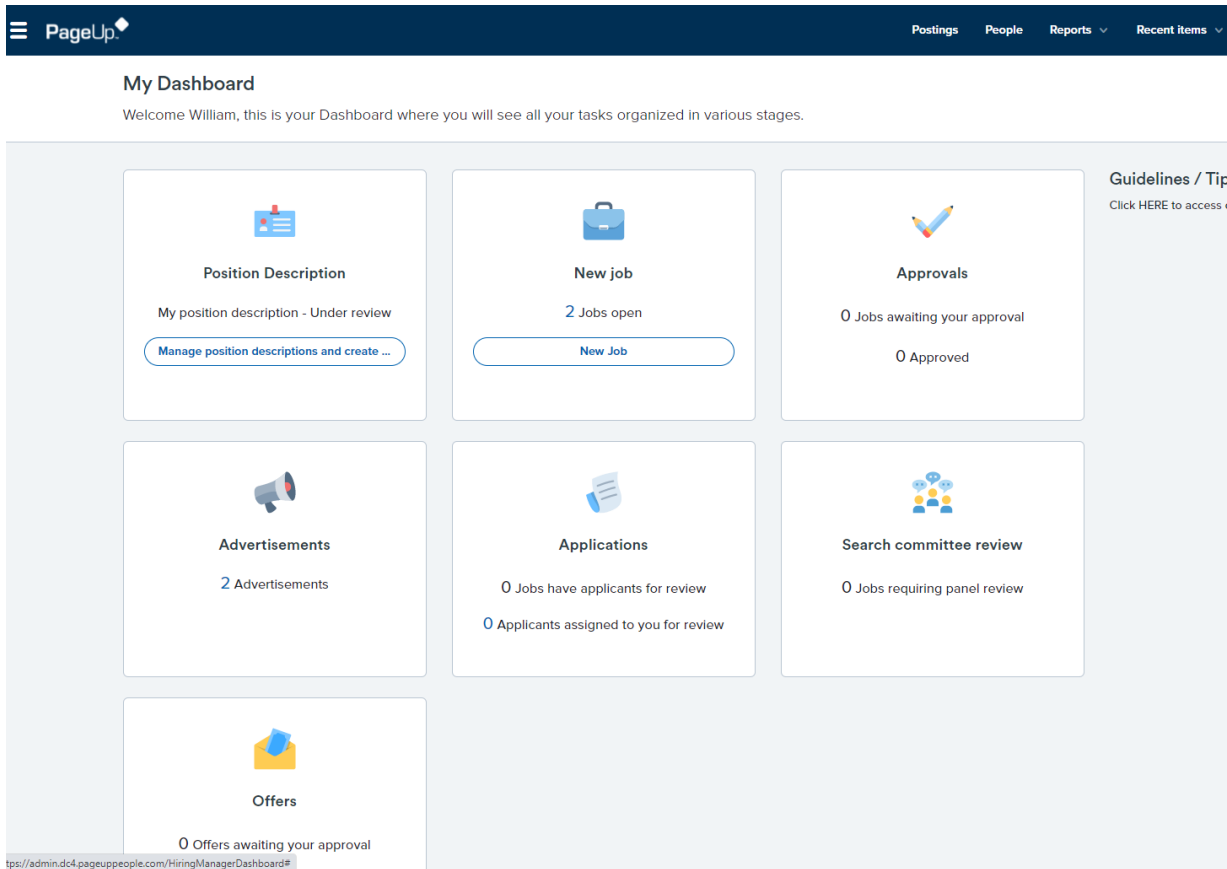 PageUp.
Postings People Reports Recent items
My Dashboard
Welcome William, this is your Dashboard where you will see all your tasks organized in various stages.
Position Description
My position description - Under review
Manage position descriptions and create ...
New job
2 Jobs open
New Job
Approvals
0 Jobs awaiting your approval
0 Approved
Guidelines / Tip
Click HERE to access
Advertisements
2 Advertisements
Applications
0 Jobs have applicants for review
0 Applicants assigned to you for review
Search committee review
0 Jobs requiring panel review
Offers
0 Offers awaiting your approval
tps://admin.dc4.pageuppeople.com/HiringManagerDashboard#